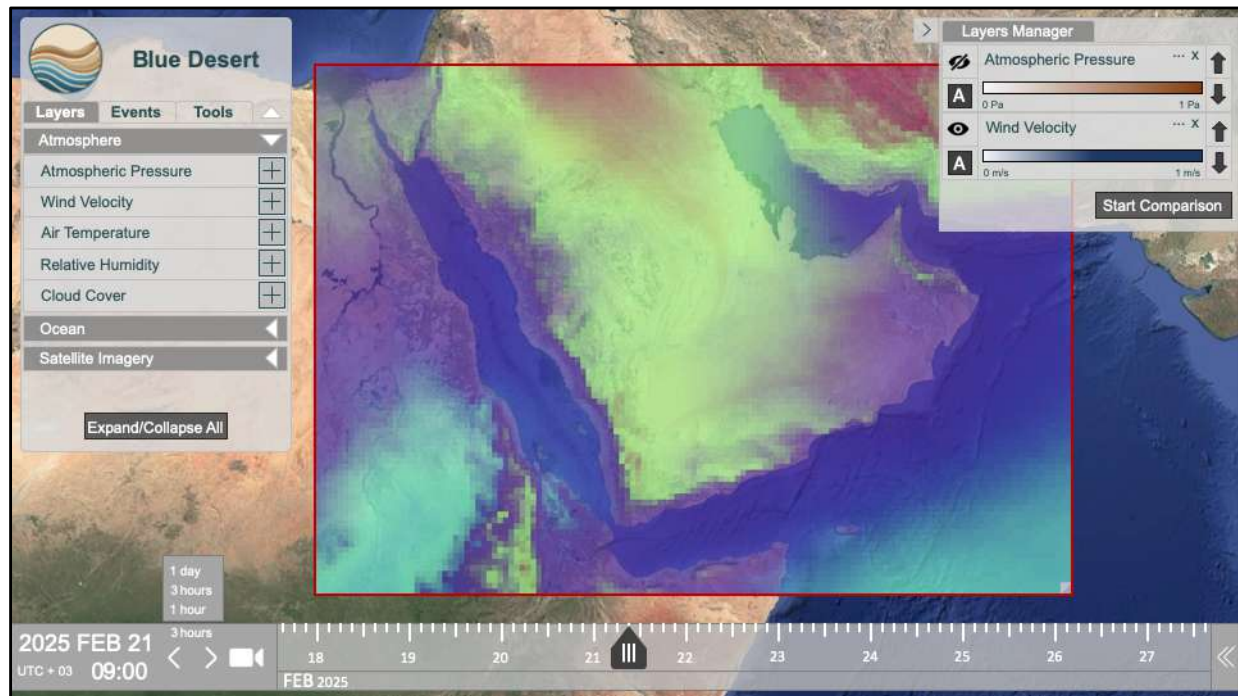 Blue Desert
Layers Events Tools
Atmosphere
Atmospheric Pressure
Wind Velocity
Air Temperature
Relative Humidity
Cloud Cover
Ocean
Satellite Imagery
Expand/Collapse All
Layers Manager
Atmospheric Pressure ... X
A
0 Pa 1 Pa
Wind Velocity ... X
A
0 m/s 1 m/s
Start Comparison
1 day
3 hours
1 hour
3 hours
2025 FEB 21
UTC + 03 09:00
18 19 20 21 22 23 24 25 26 27
FEB 2025